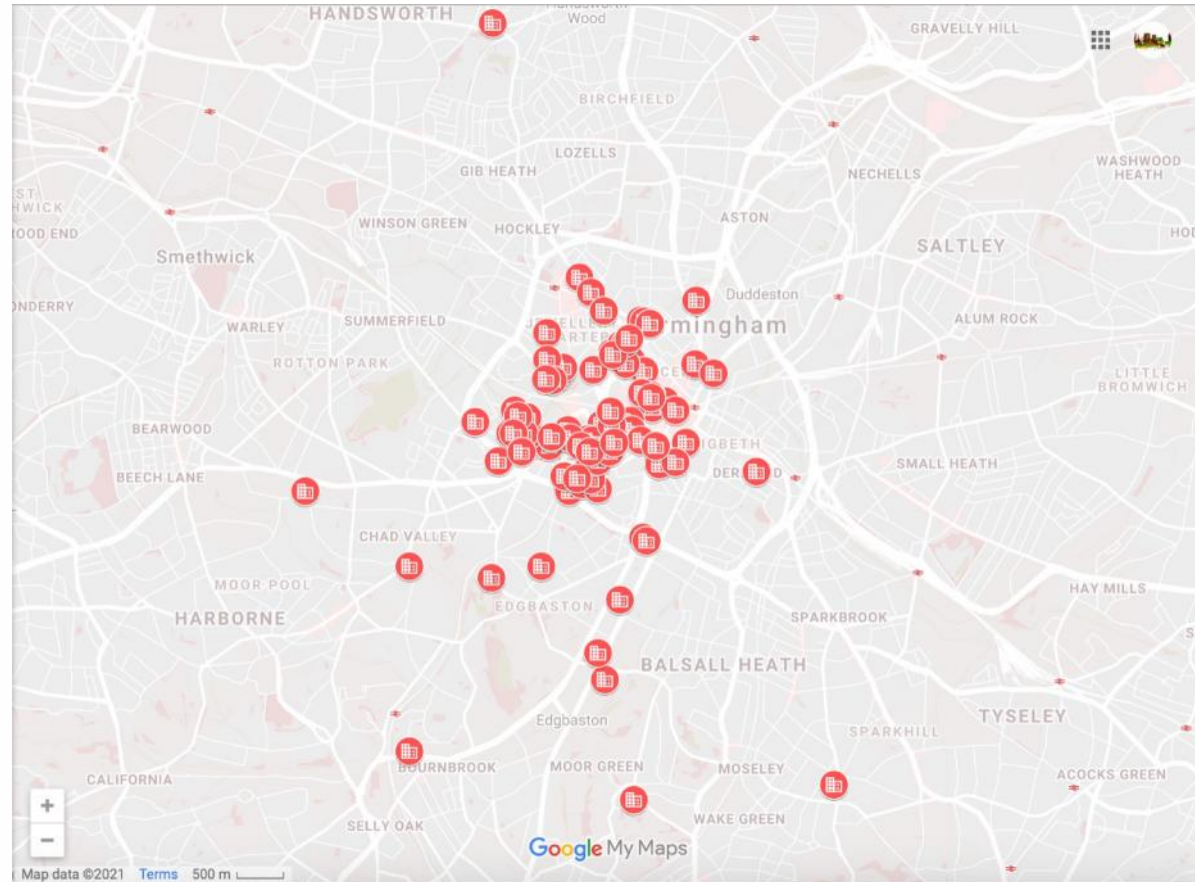 HANDSWORTH
Wood
GRAVELLY HILL
BIRCHFIELD
LOZELLS
GIB HEATH
NECHELLS
WASHWOOD
HEATH
WINSON GREEN
HOCKLEY
ASTON
SALTLEY
Smethwick
Duddeston
SUMMERFIELD
WARLEY
ALUM ROCK
ROTTON PARK
LITTLE
BROMWICH
BEARWOOD
BEECH LANE
SMALL HEATH
CHAD VALLEY
MOOR POOL
HAY MILLS
HARBORNE
EDGBASTON
SPARKBROOK
BALSALL HEATH
Edgbaston
TYSELEY
SPARKHILL
BOURNBROOK
MOOR GREEN
MOSELEY
ACOCKS GREEN
CALIFORNIA
WAKE GREEN
SELLY OAK
+
−
Google My Maps
Map data ©2021 Terms 500 m